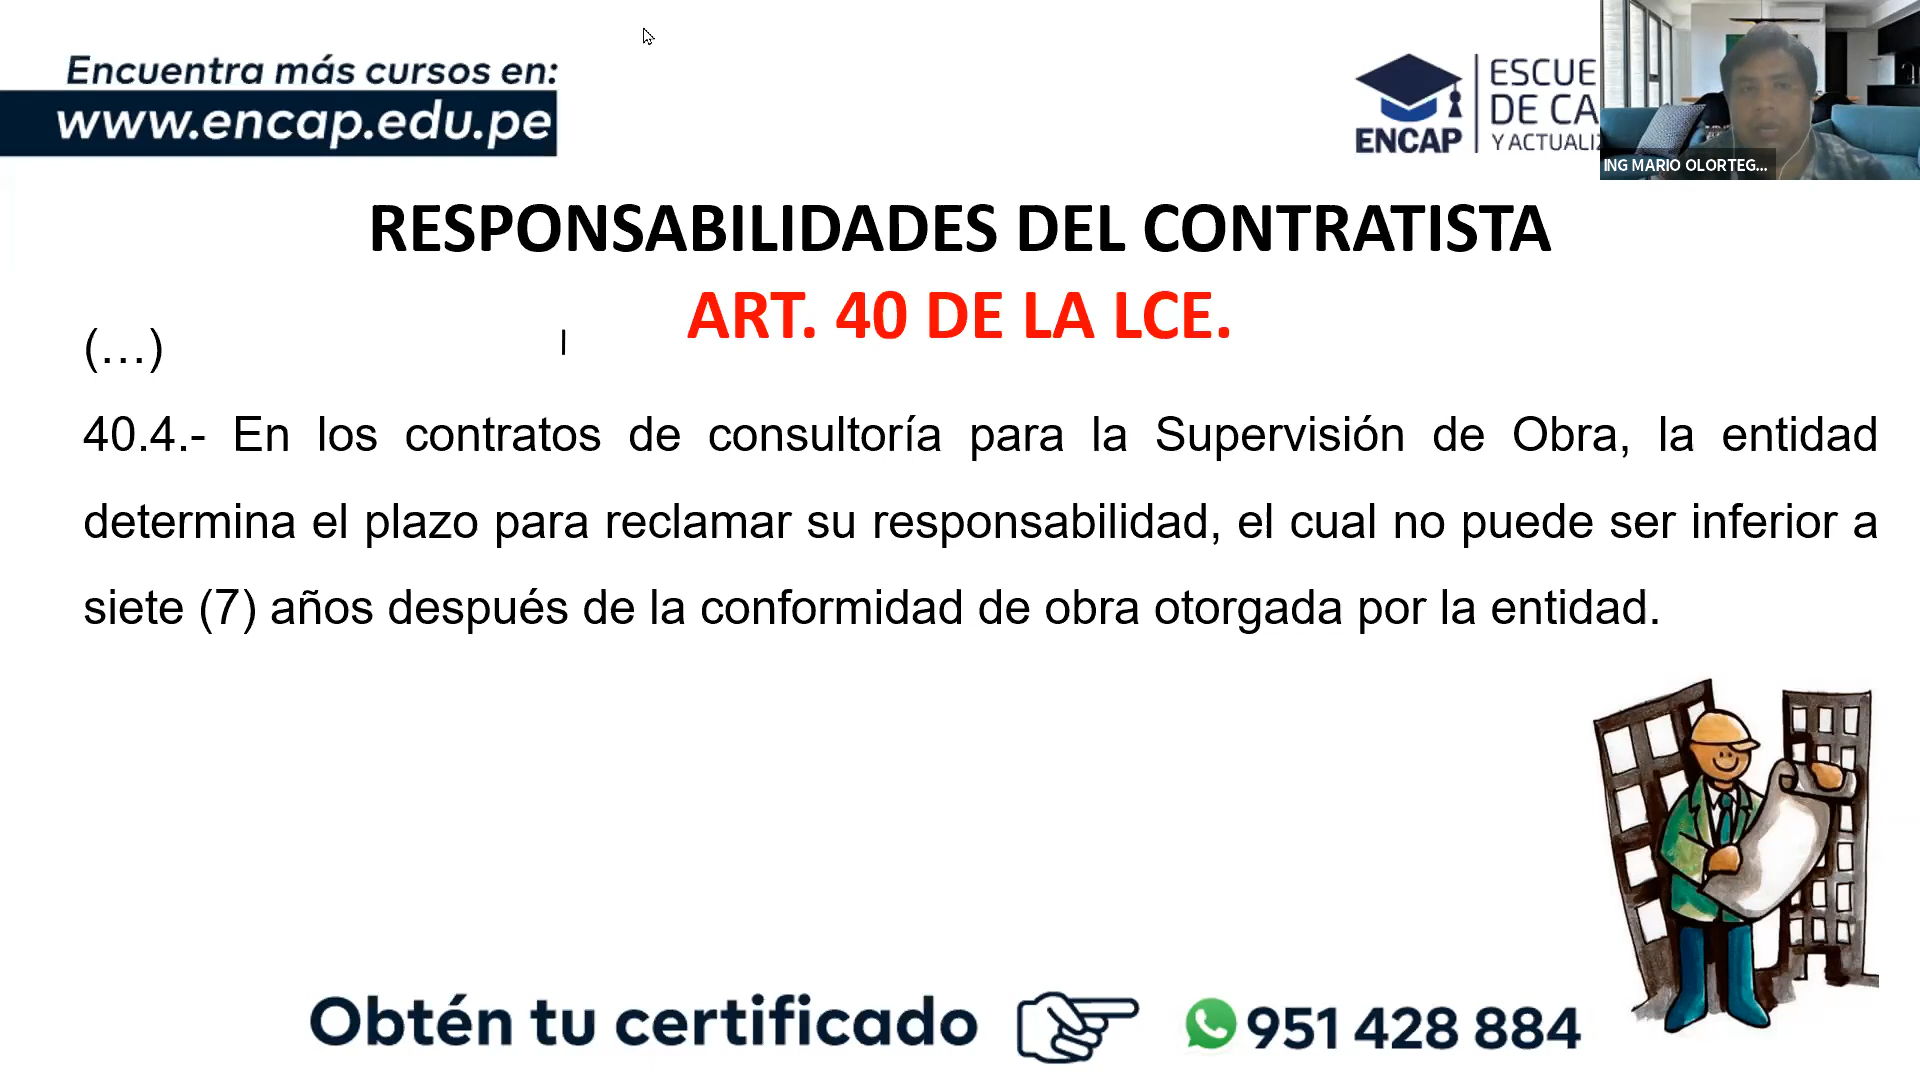 Encuentra más cursos en:
www.encap.edu.pe
ENCAP
ESCUE
DE CA
Y ACTUALIZ
ING MARIO OLORTEG...
RESPONSABILIDADES DEL CONTRATISTA
ART. 40 DE LA LCE.
(...)
40.4.- En los contratos de consultoría para la Supervisión de Obra, la entidad
determina el plazo para reclamar su responsabilidad, el cual no puede ser inferior a
siete (7) años después de la conformidad de obra otorgada por la entidad.
Obtén tu certificado
951 428 884